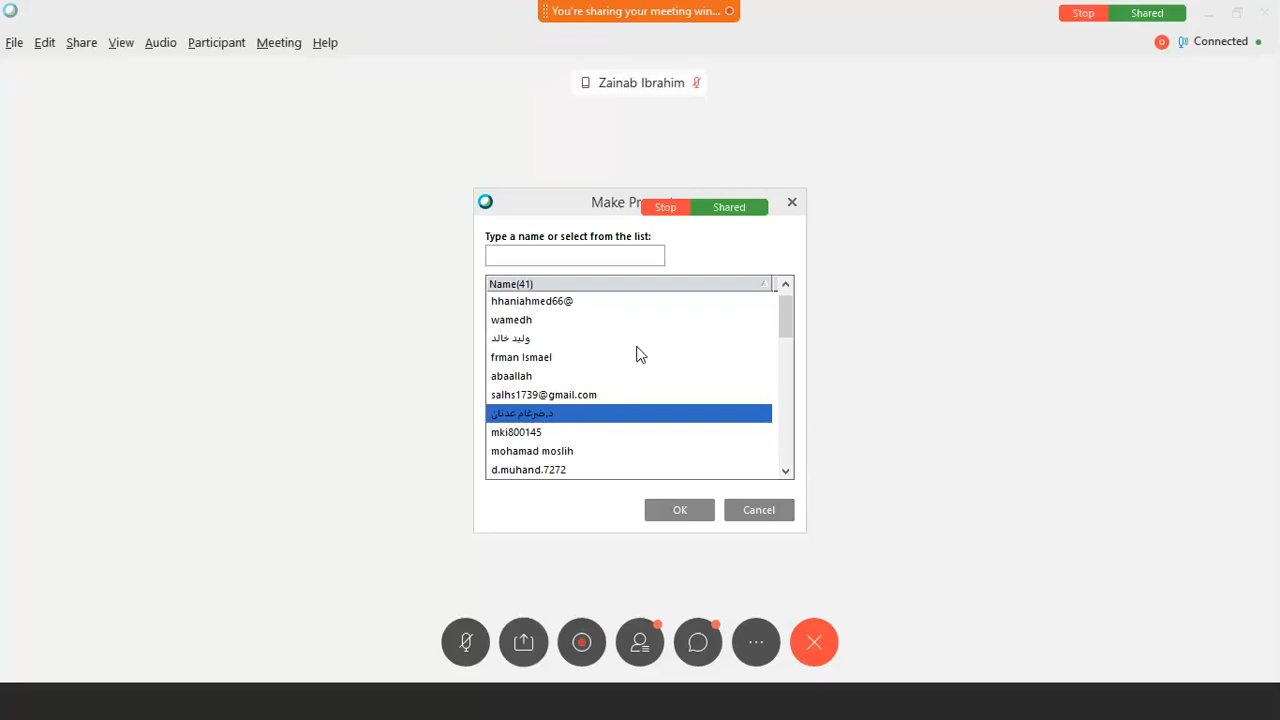 You're sharing your meeting win...
Stop Shared
File Edit Share View Audio Participant Meeting Help
Connected
Zainab Ibrahim
Make Pr
Stop Shared
Type a name or select from the list:
Name(41)
hhaniahmed66@
wamedh
وليد خالد
frman Ismael
abaallah
salhs1739@gmail.com
د.ضرغام عدنان
mki800145
mohamad moslih
d.muhand.7272
OK Cancel